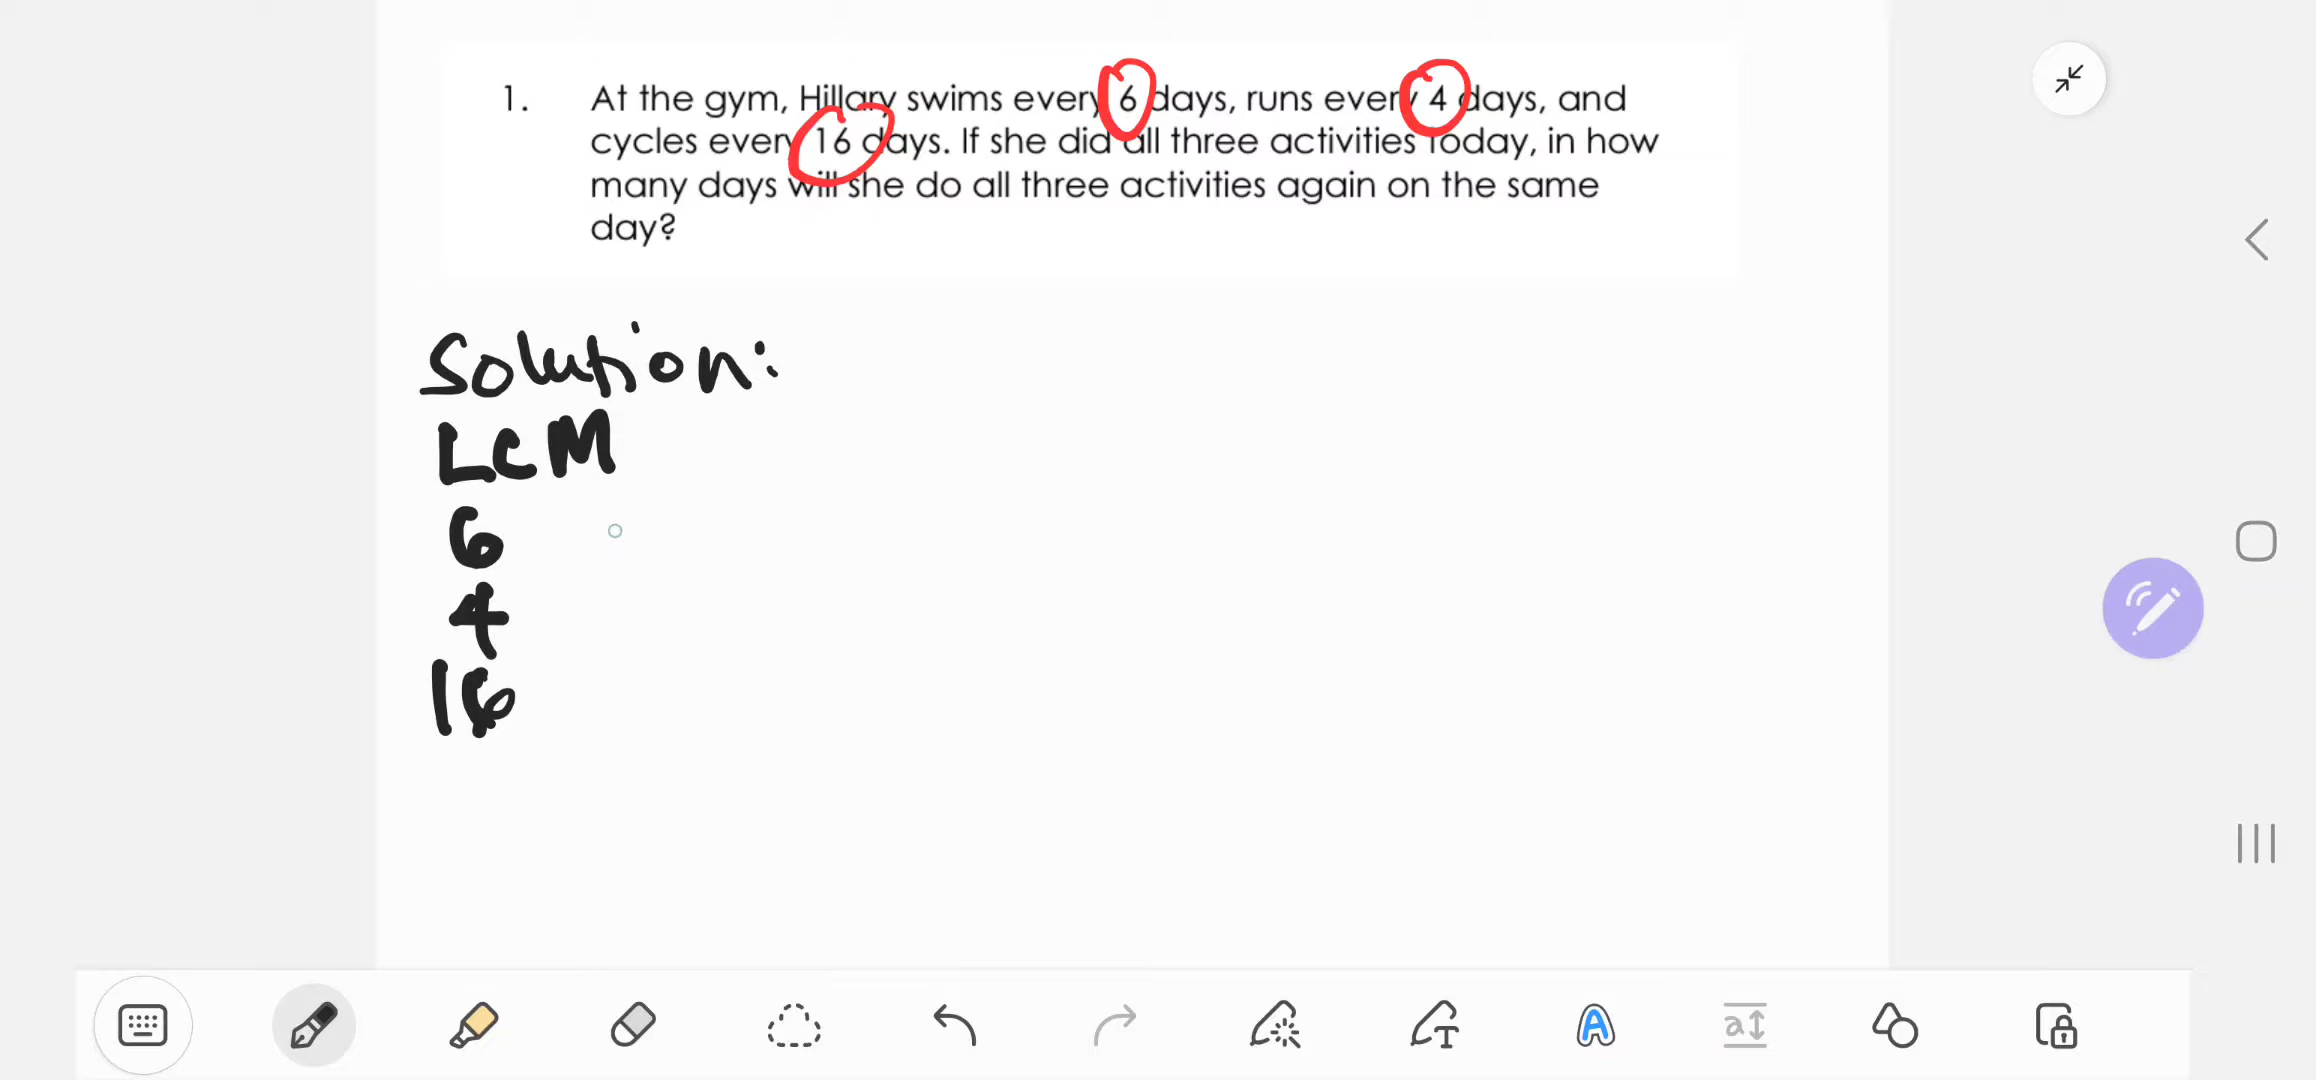 1. At the gym, Hillary swims every 6 days, runs every 4 days, and
cycles every 16 days. If she did all three activities today, in how
many days will she do all three activities again on the same
day?
Solution:
LCM
6
4
16